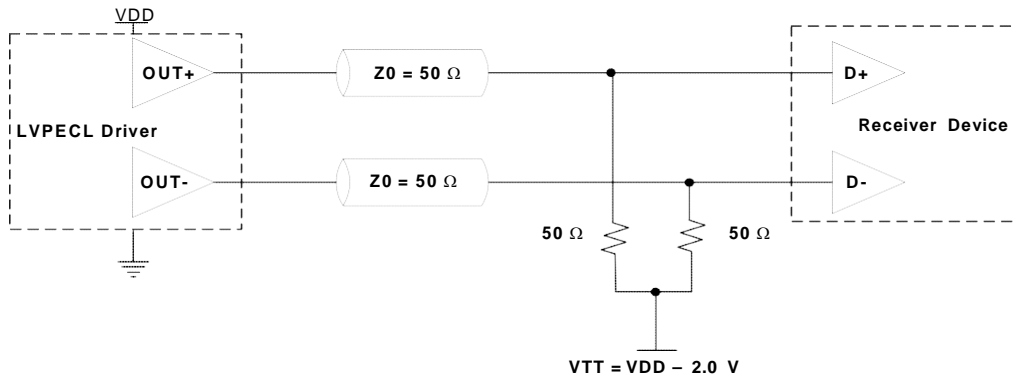 VDD
OUT+
Z0 = 50 Ω
D+
LVPECL Driver
Receiver Device
OUT-
Z0 = 50 Ω
D-
50 Ω
50 Ω
VTT = VDD – 2.0 V